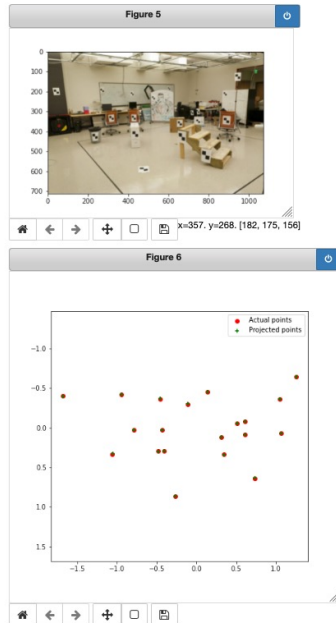 Figure 5
0
100
200
300
400
500
600
700
0 200 400 600 800 1000
x=357. y=268. [182, 175, 156]
Figure 6
Actual points
Projected points
−1.0
−0.5
0.0
0.5
1.0
1.5
−1.5 −1.0 −0.5 0.0 0.5 1.0